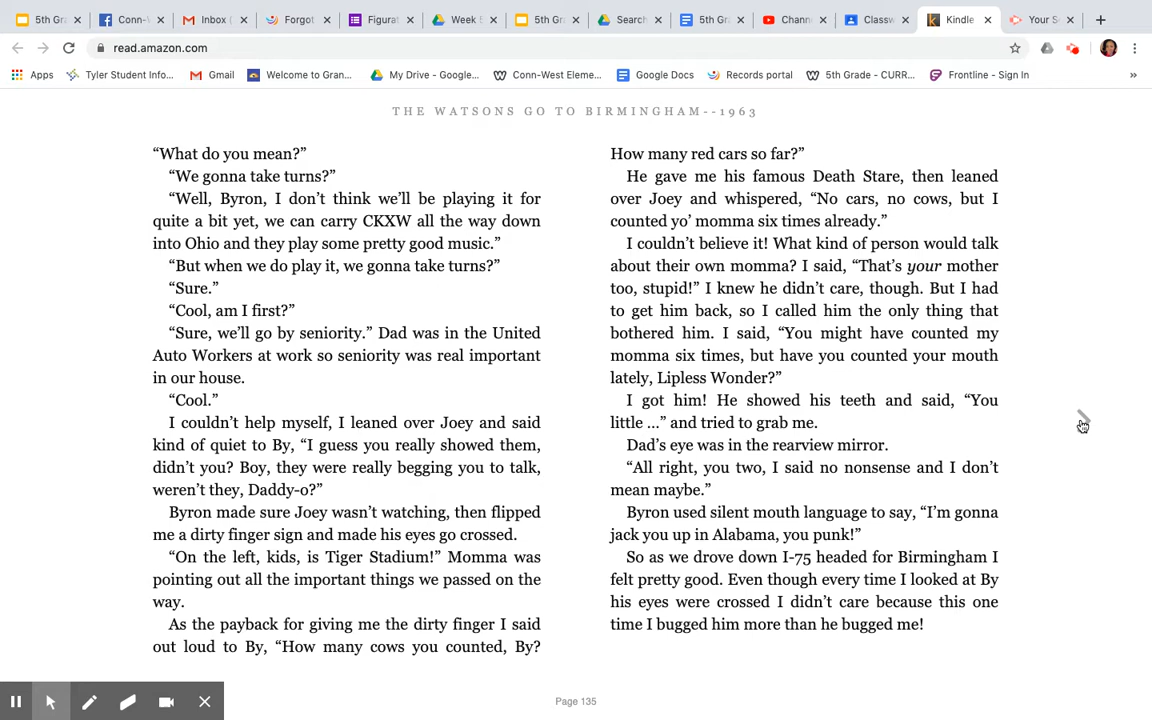 5th Gra
Conn-V
Inbox (
Forgot
Figurat
Week 
5th Gr
Search
5th Gra
Chann
Classw
Kindle
Your S
read.amazon.com
Apps
Tyler Student Info...
Gmail
Welcome to Gran...
My Drive - Google...
Conn-West Eleme...
Google Docs
Records portal
5th Grade - CURR...
Frontline - Sign In
»
THE WATSONS GO TO BIRMINGHAM--1963
“What do you mean?”
“We gonna take turns?”
“Well, Byron, I don’t think we’ll be playing it for
quite a bit yet, we can carry CKXW all the way down
into Ohio and they play some pretty good music.”
“But when we do play it, we gonna take turns?”
“Sure.”
“Cool, am I first?”
“Sure, we’ll go by seniority.” Dad was in the United
Auto Workers at work so seniority was real important
in our house.
“Cool.”
I couldn’t help myself, I leaned over Joey and said
kind of quiet to By, “I guess you really showed them,
didn’t you? Boy, they were really begging you to talk,
weren’t they, Daddy-o?”
Byron made sure Joey wasn’t watching, then flipped
me a dirty finger sign and made his eyes go crossed.
“On the left, kids, is Tiger Stadium!” Momma was
pointing out all the important things we passed on the
way.
As the payback for giving me the dirty finger I said
out loud to By, “How many cows you counted, By?
How many red cars so far?”
He gave me his famous Death Stare, then leaned
over Joey and whispered, “No cars, no cows, but I
counted yo’ momma six times already.”
I couldn’t believe it! What kind of person would talk
about their own momma? I said, “That’s your mother
too, stupid!” I knew he didn’t care, though. But I had
to get him back, so I called him the only thing that
bothered him. I said, “You might have counted my
momma six times, but have you counted your mouth
lately, Lipless Wonder?”
I got him! He showed his teeth and said, “You
little ...” and tried to grab me.
Dad’s eye was in the rearview mirror.
“All right, you two, I said no nonsense and I don’t
mean maybe.”
Byron used silent mouth language to say, “I’m gonna
jack you up in Alabama, you punk!”
So as we drove down I-75 headed for Birmingham I
felt pretty good. Even though every time I looked at By
his eyes were crossed I didn’t care because this one
time I bugged him more than he bugged me!
Page 135